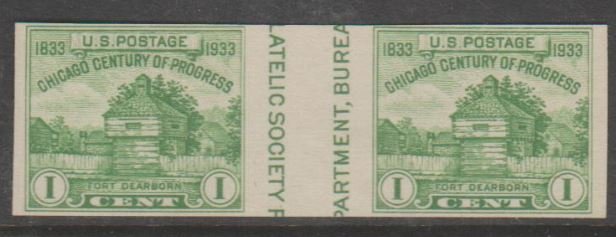 U.S. POSTAGE
1833 1933
CHICAGO CENTURY OF PROGRESS
FORT DEARBORN
1 1
CENT
LATELIC SOCIETY
PARTMENT, BUREA
U.S. POSTAGE
1833 1933
CHICAGO CENTURY OF PROGRESS
FORT DEARBORN
1 1
CENT